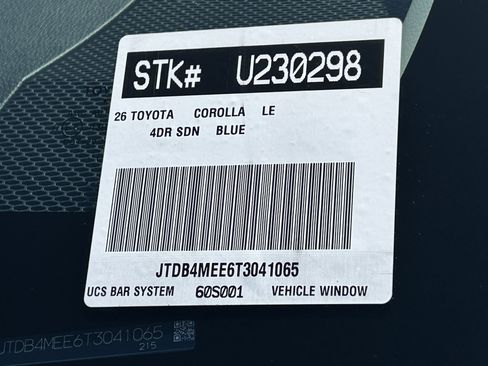 STK# U230298
26 TOYOTA COROLLA LE
4DR SDN BLUE
JTDB4MEE6T3041065
UCS BAR SYSTEM 60S001 VEHICLE WINDOW
JTDB4MEE6T3041065
215